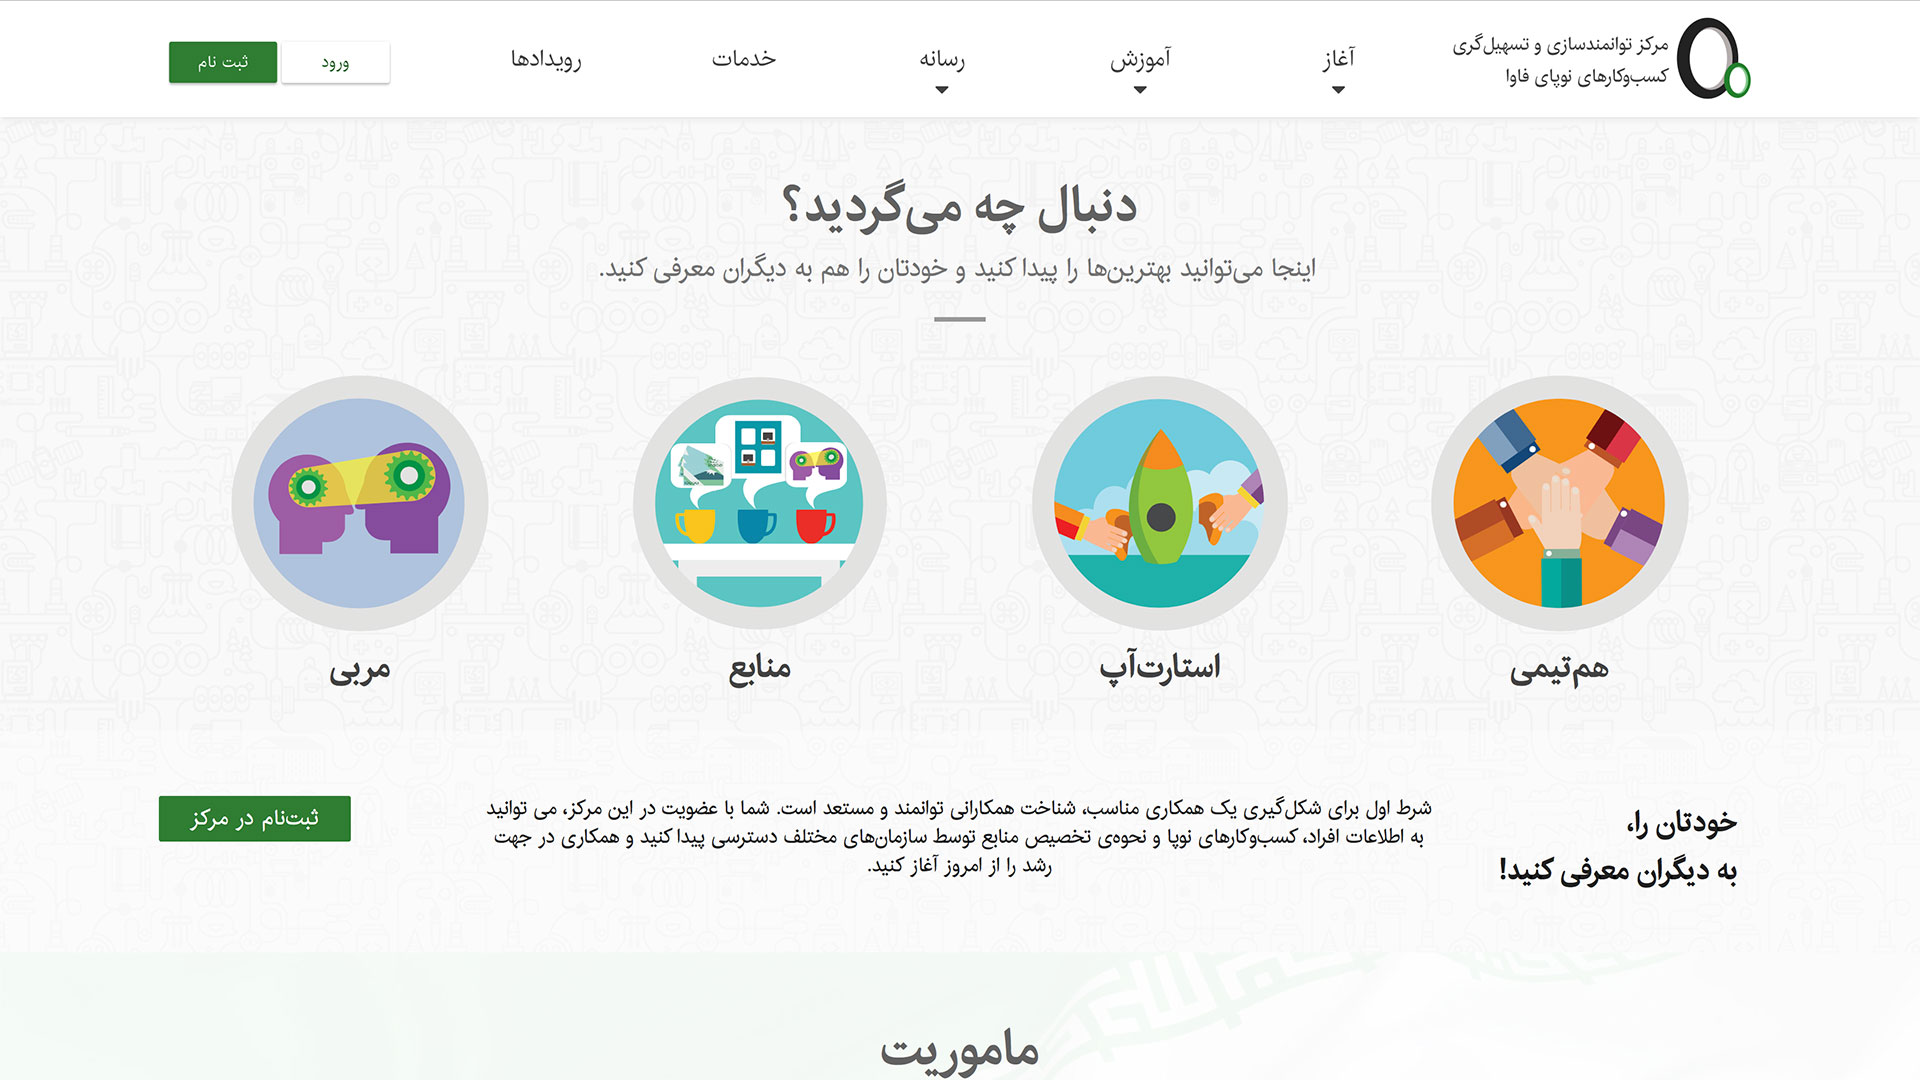 مرکز توانمندسازی و تسهیل‌گری
کسب‌وکارهای نوپای فاوا
آغاز
آموزش
رسانه
خدمات
رویدادها
ورود
ثبت نام
دنبال چه می‌گردید؟
اینجا می‌توانید بهترین‌ها را پیدا کنید و خودتان را هم به دیگران معرفی کنید.
هم‌تیمی
استارت‌آپ
منابع
مربی
خودتان را،
به دیگران معرفی کنید!
شرط اول برای شکل‌گیری یک همکاری مناسب، شناخت همکارانی توانمند و مستعد است. شما با عضویت در این مرکز، می توانید
به اطلاعات افراد، کسب‌وکارهای نوپا و نحوه‌ی تخصیص منابع توسط سازمان‌های مختلف دسترسی پیدا کنید و همکاری در جهت
رشد را از امروز آغاز کنید.
ثبت‌نام در مرکز
ماموریت